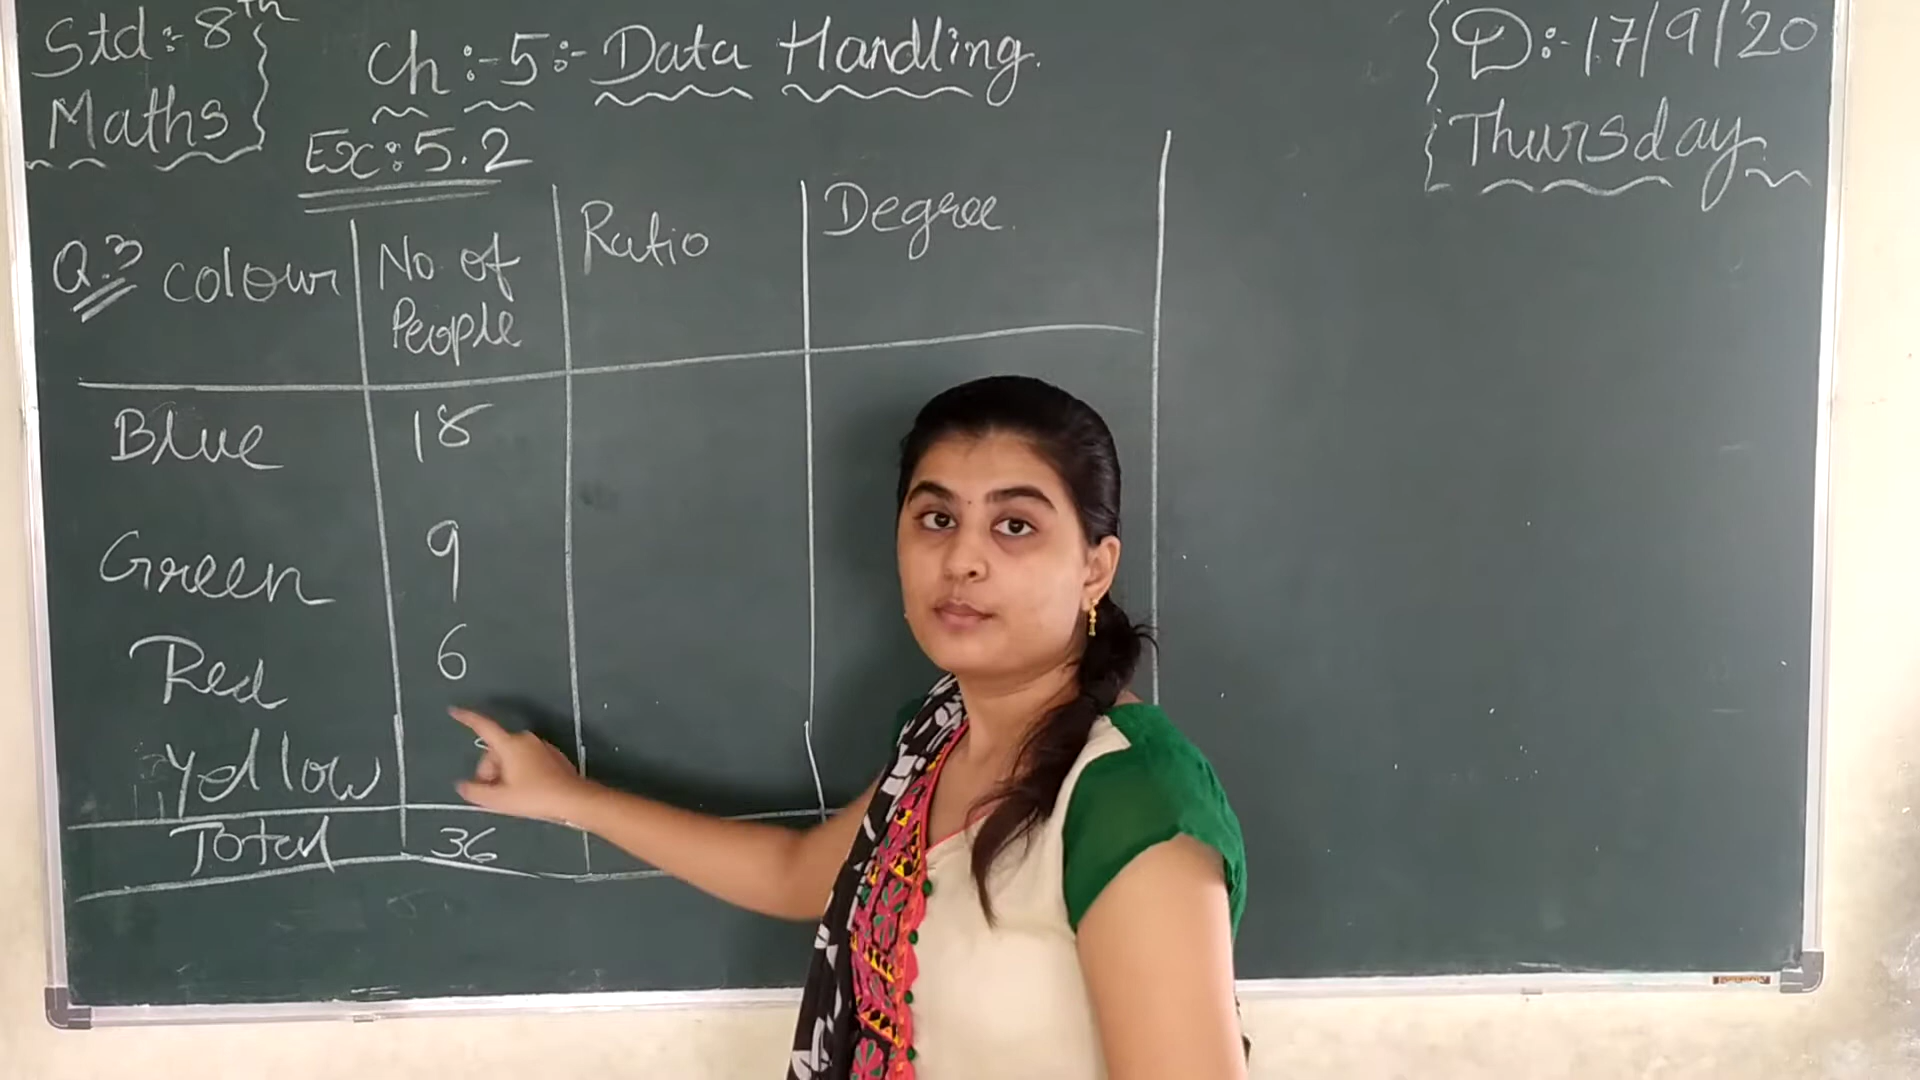 Std:- 8th
Maths
Ch:-5:- Data Handling.
D:-17/9/'20
Thursday
Ex:5.2
Q.3 colour No. of People Ratio Degree
Blue 18
Green 9
Red 6
Yellow
Total 36